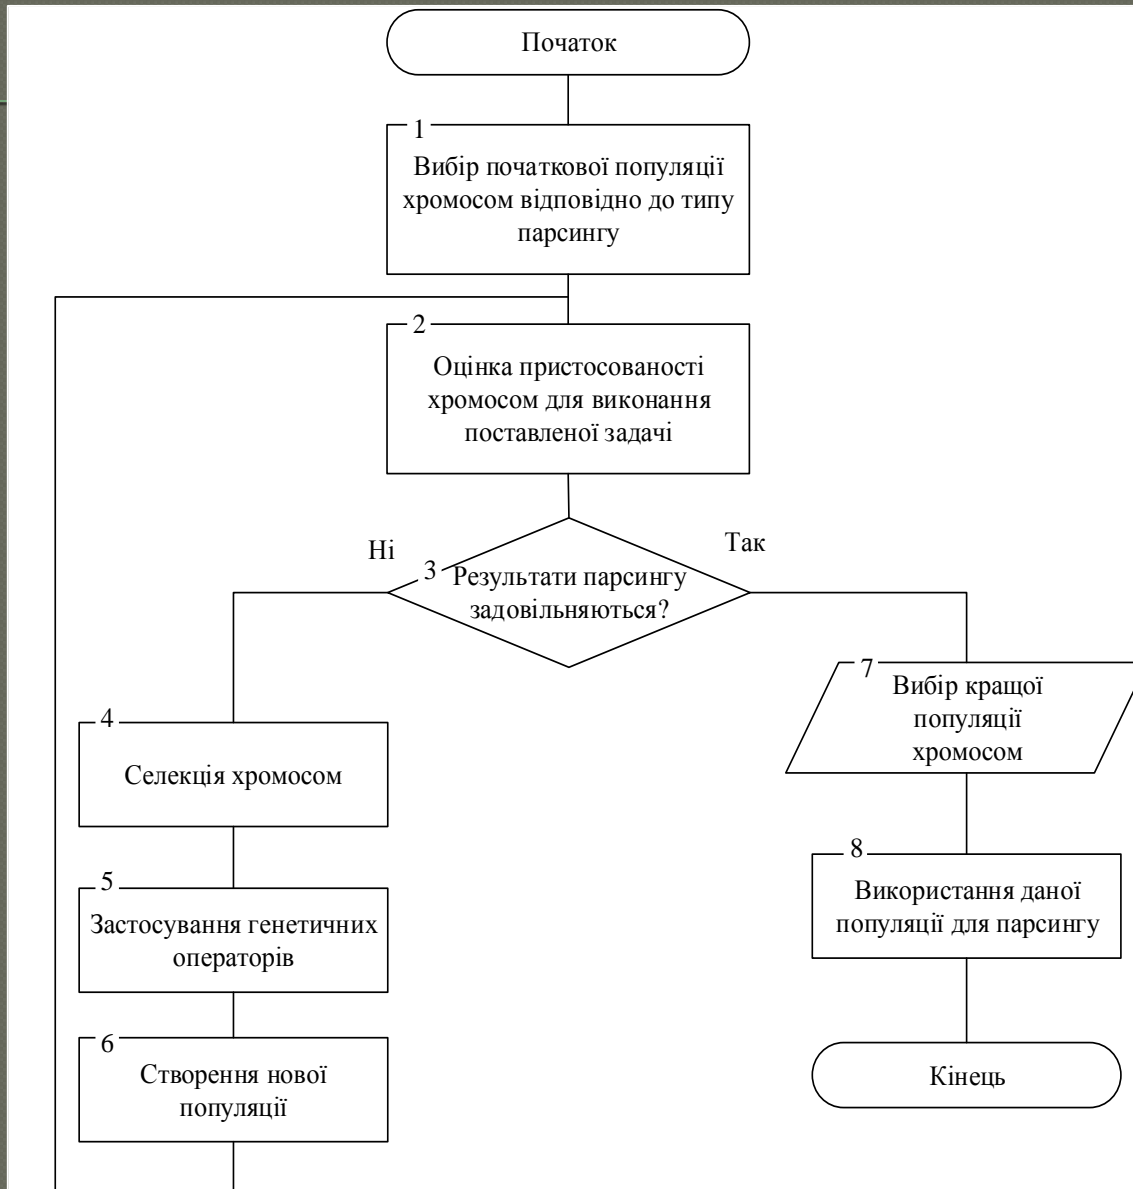 Початок
1
Вибір початкової популяції
хромосом відповідно до типу
парсингу
2
Оцінка пристосованості
хромосом для виконання
поставленої задачі
Ні
Так
3
Результати парсингу
задовільняються?
4
Селекція хромосом
5
Застосування генетичних
операторів
6
Створення нової
популяції
7
Вибір кращої
популяції
хромосом
8
Використання даної
популяції для парсингу
Кінець